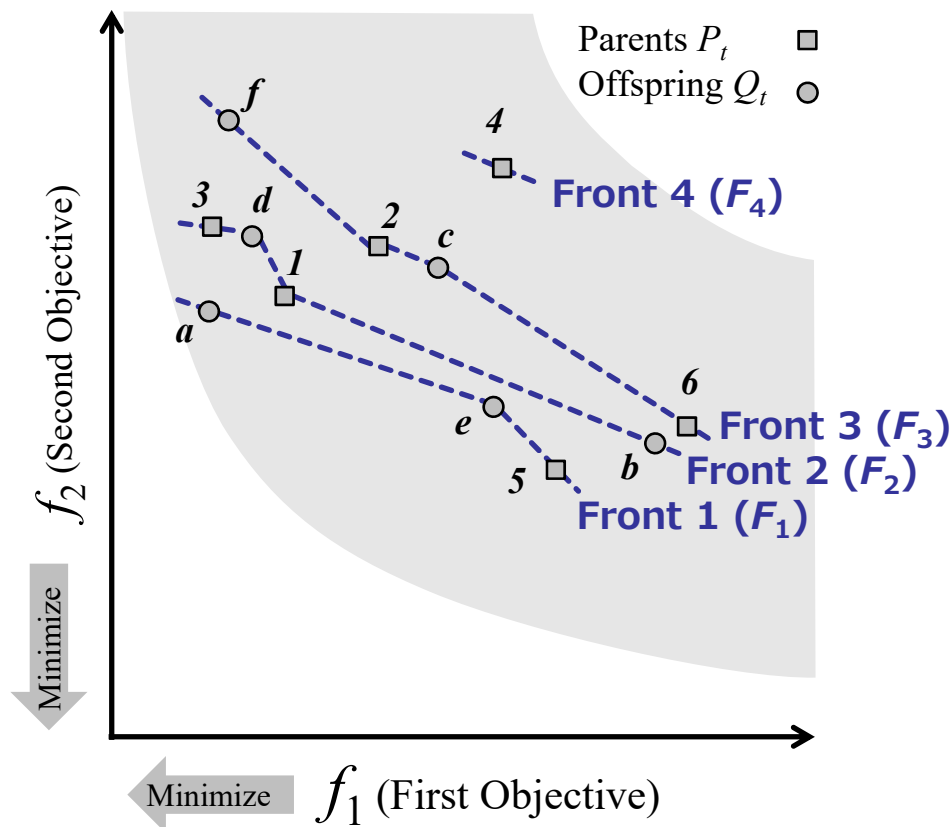 Parents P_t
Offspring Q_t
f
4
Front 4 (F_4)
3
d
2
c
1
a
6
e
b
5
Front 3 (F_3)
Front 2 (F_2)
Front 1 (F_1)
f_2 (Second Objective)
Minimize
Minimize
f_1 (First Objective)